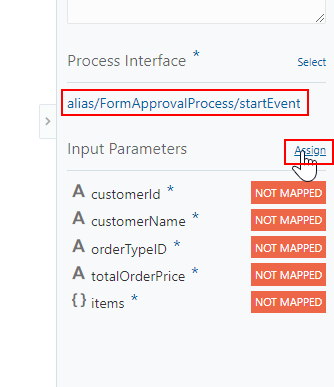 Process Interface * Select
alias/FormApprovalProcess/startEvent
Input Parameters Assign
A customerId * NOT MAPPED
A customerName * NOT MAPPED
A orderTypeID * NOT MAPPED
A totalOrderPrice * NOT MAPPED
{ } items * NOT MAPPED